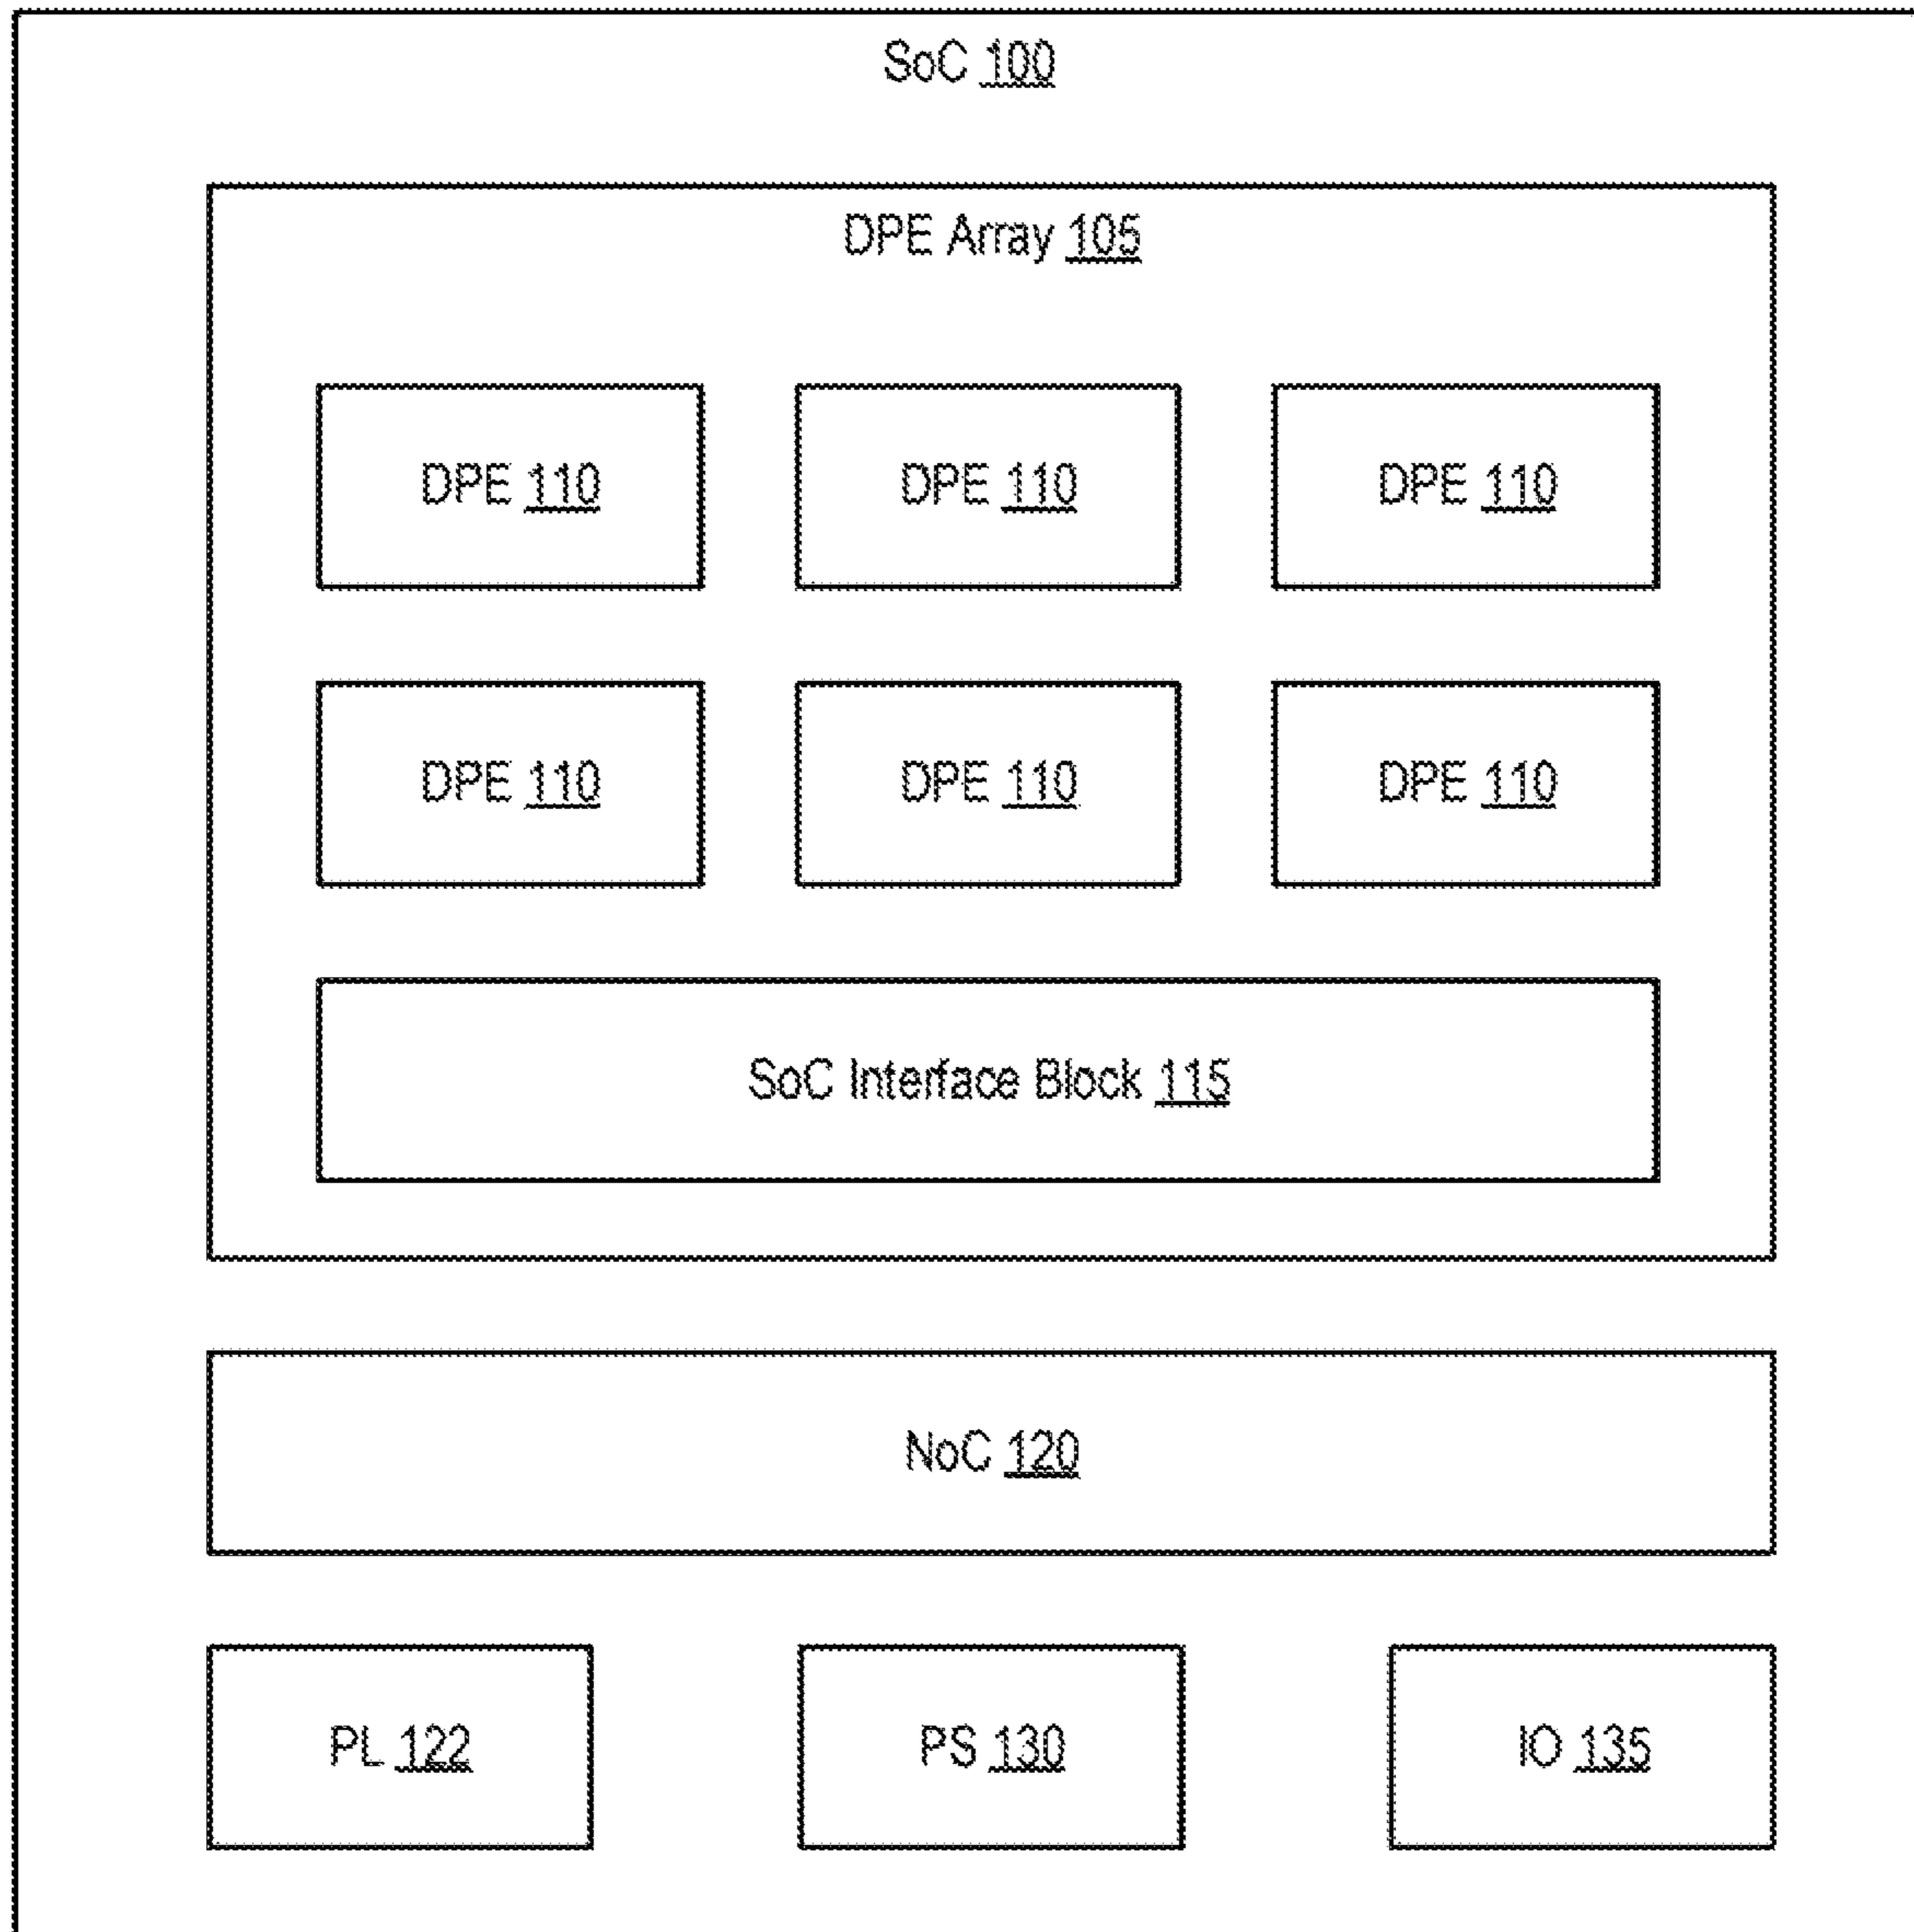 SoC 100
DPE Array 105
DPE 110 DPE 110 DPE 110
DPE 110 DPE 110 DPE 110
SoC Interface Block 115
NoC 120
PL 122 PS 130 IO 135